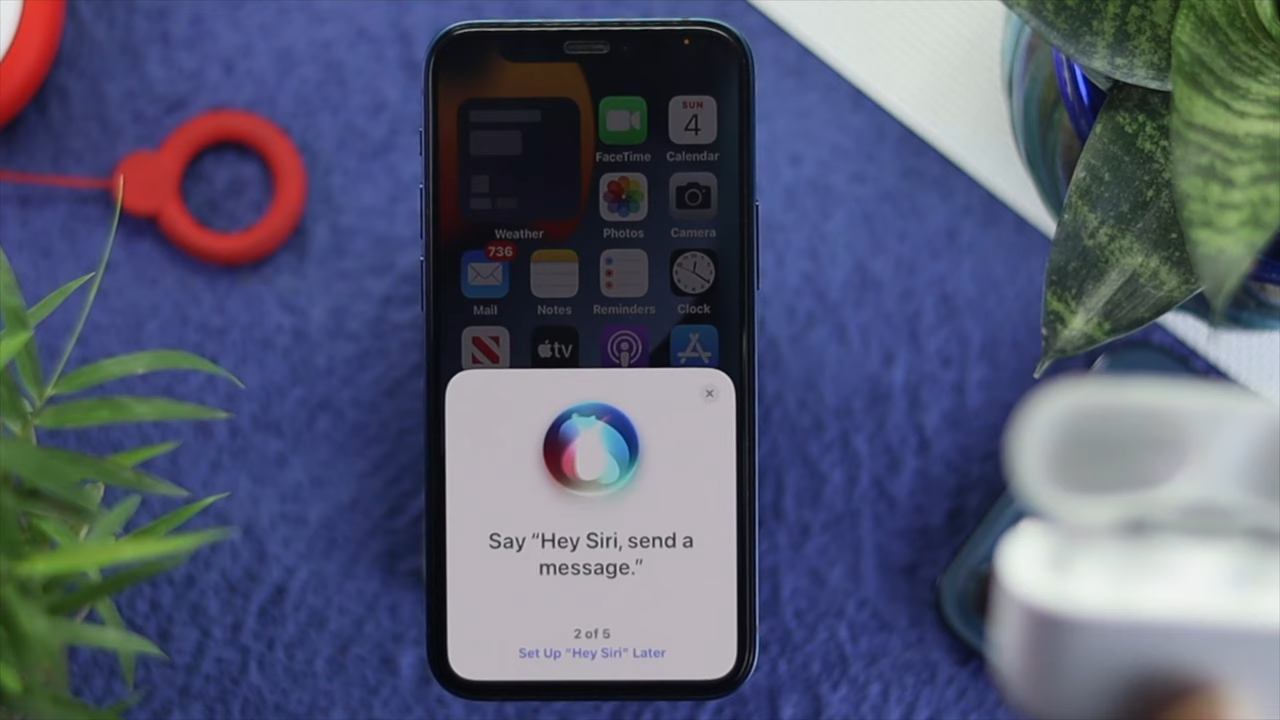 SUN
4
FaceTime
Calendar
Weather
Photos
Camera
736
Mail
Notes
Reminders
Clock
tv
Say “Hey Siri, send a
message.”
2 of 5
Set Up “Hey Siri” Later